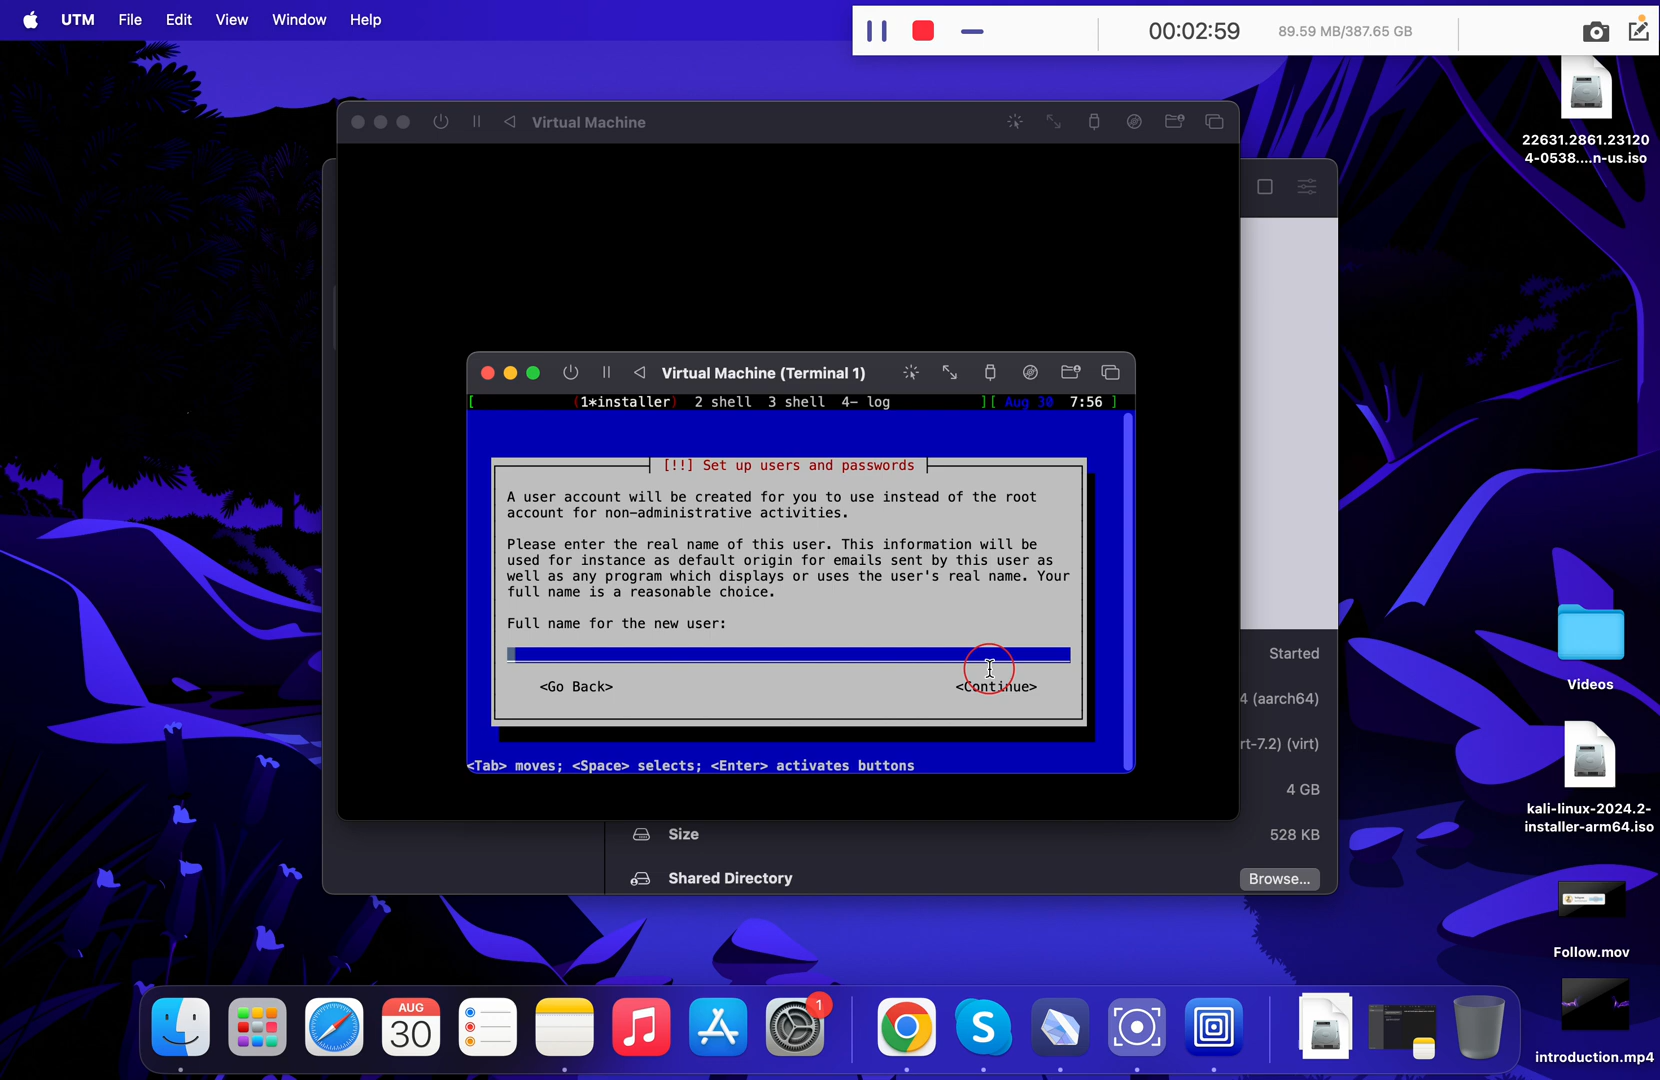 UTM File Edit View Window Help
00:02:59 89.59 MB/387.65 GB
22631.2861.23120
4-0538....n-us.iso
Virtual Machine
Virtual Machine (Terminal 1)
[ (1*installer) 2 shell 3 shell 4- log ][ Aug 30 7:56 ]
[!!] Set up users and passwords
A user account will be created for you to use instead of the root
account for non-administrative activities.
Please enter the real name of this user. This information will be
used for instance as default origin for emails sent by this user as
well as any program which displays or uses the user's real name. Your
full name is a reasonable choice.
Full name for the new user:
<Go Back> <Continue>
<Tab> moves; <Space> selects; <Enter> activates buttons
Started
4 (aarch64)
rt-7.2) (virt)
4 GB
Size 528 KB
Shared Directory Browse...
Videos
kali-linux-2024.2-
installer-arm64.iso
Follow.mov
introduction.mp4
AUG
30
1
S